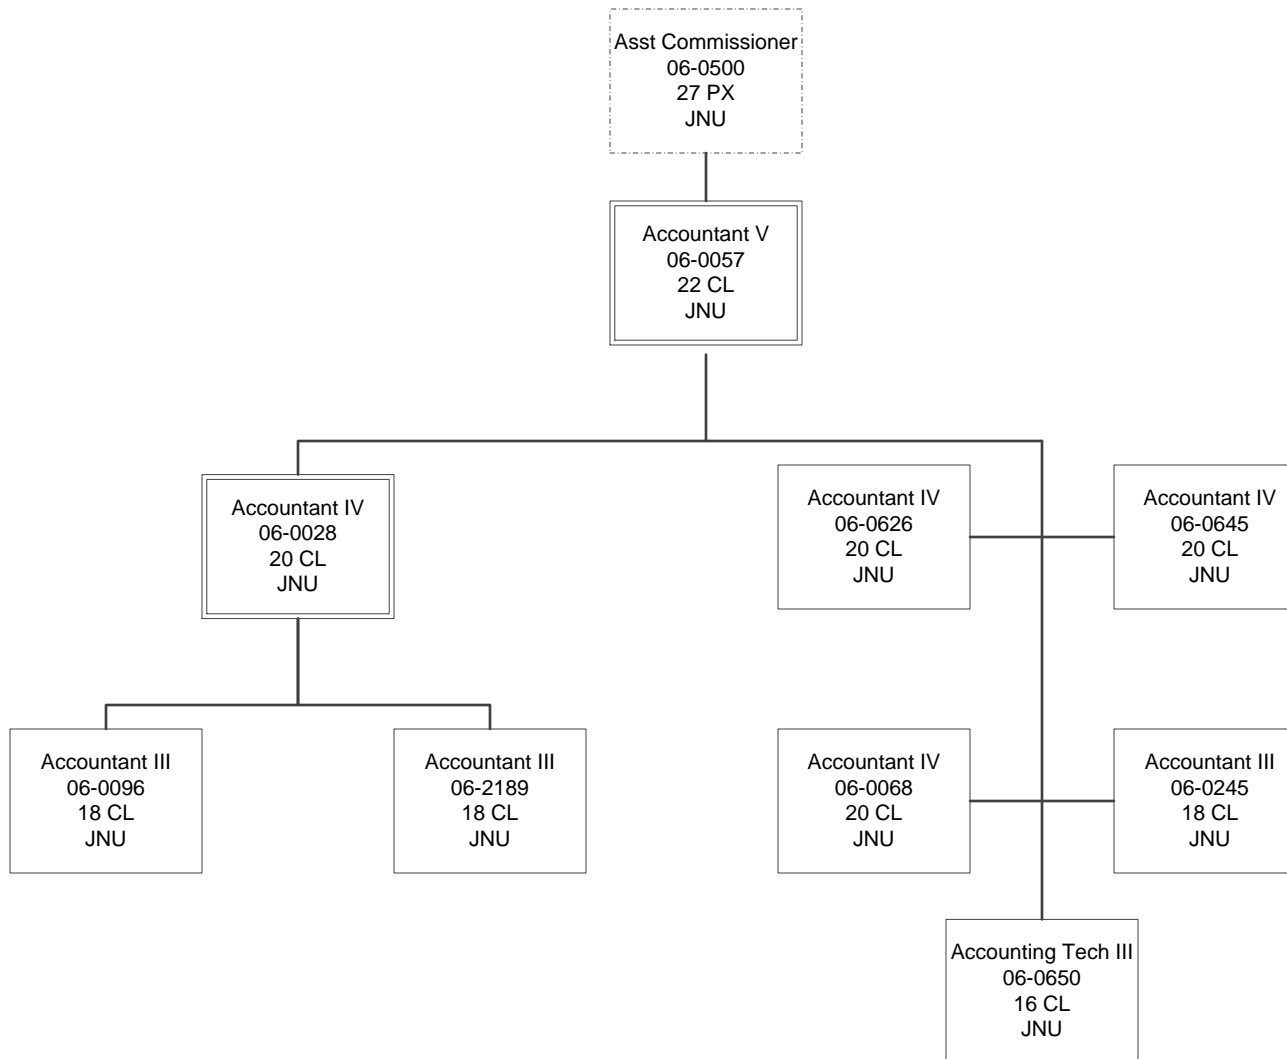 Asst Commissioner
06-0500
27 PX
JNU
Accountant V
06-0057
22 CL
JNU
Accountant IV
06-0028
20 CL
JNU
Accountant IV
06-0626
20 CL
JNU
Accountant IV
06-0645
20 CL
JNU
Accountant III
06-0096
18 CL
JNU
Accountant III
06-2189
18 CL
JNU
Accountant IV
06-0068
20 CL
JNU
Accountant III
06-0245
18 CL
JNU
Accounting Tech III
06-0650
16 CL
JNU